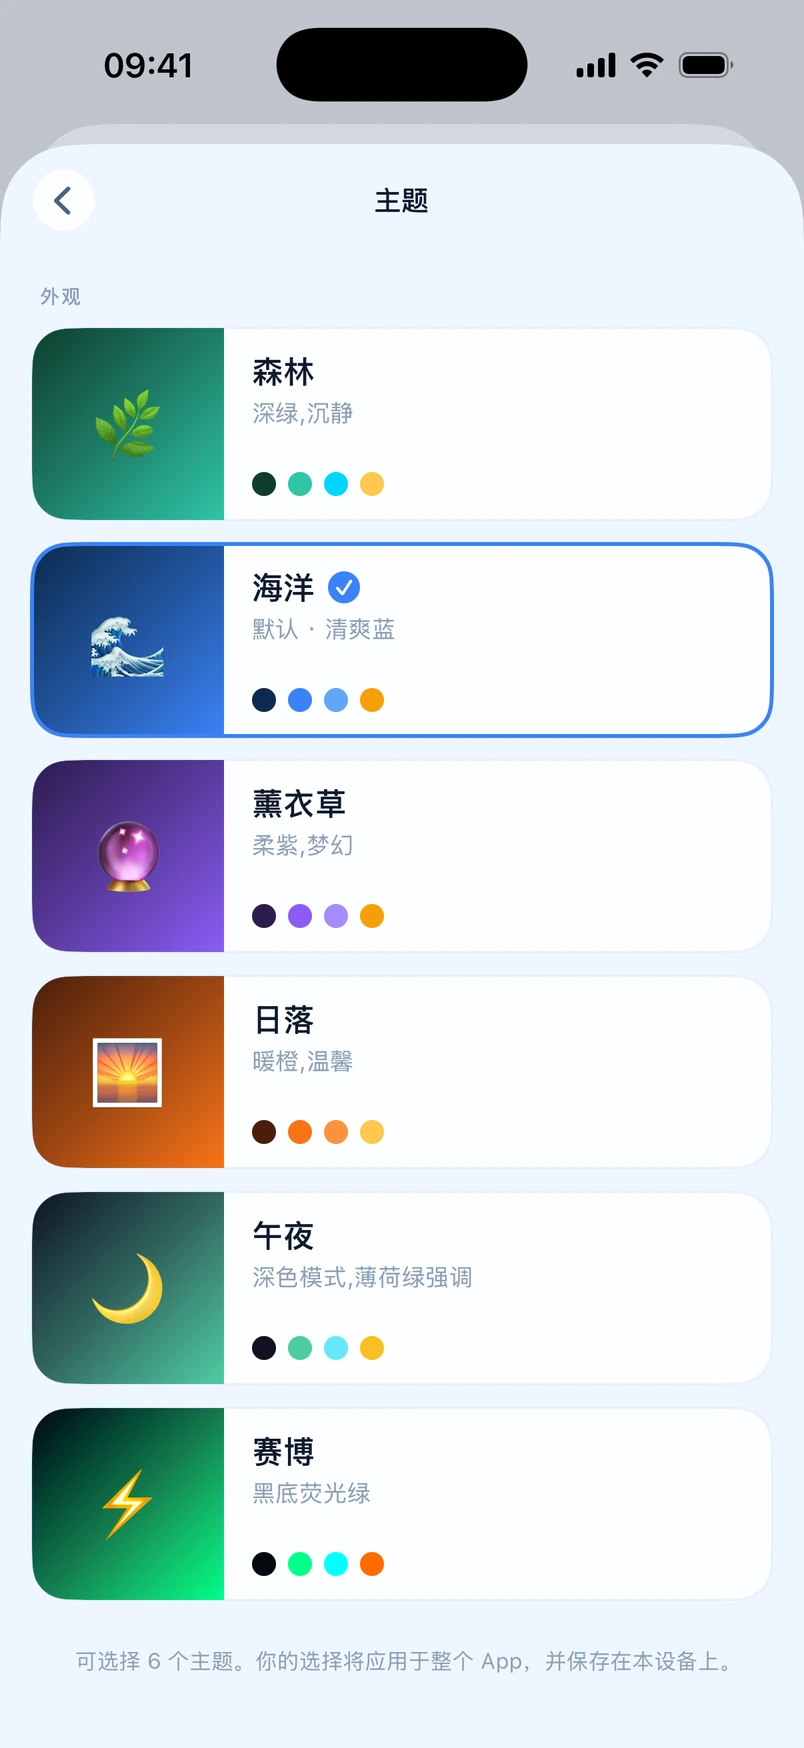 09:41
主题
外观
森林
深绿,沉静
海洋
默认 · 清爽蓝
薰衣草
柔紫,梦幻
日落
暖橙,温馨
午夜
深色模式,薄荷绿强调
赛博
黑底荧光绿
可选择 6 个主题。你的选择将应用于整个 App，并保存在本设备上。